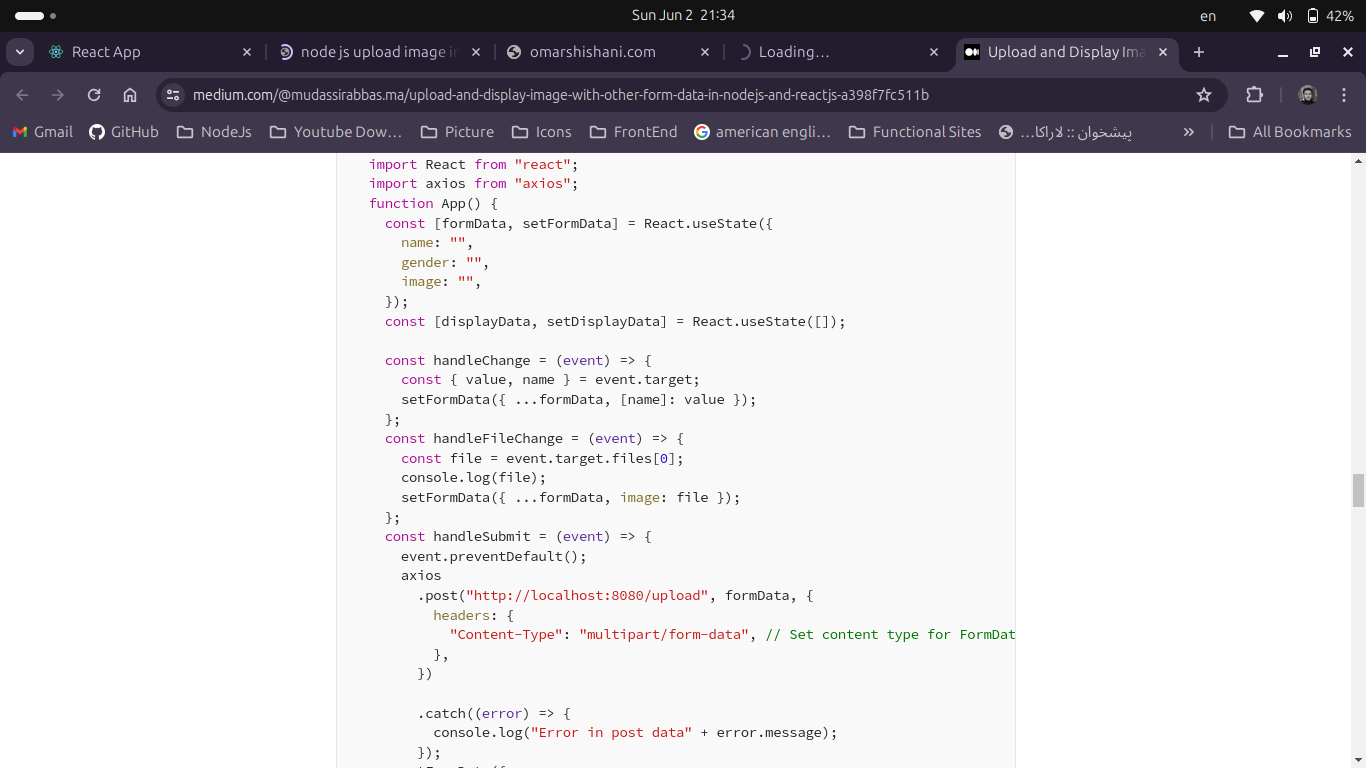 Sun Jun 2 21:34
en
42%
React App
node js upload image in
omarshishani.com
Loading…
Upload and Display Ima
medium.com/@mudassirabbas.ma/upload-and-display-image-with-other-form-data-in-nodejs-and-reactjs-a398f7fc511b
Gmail
GitHub
NodeJs
Youtube Dow…
Picture
Icons
FrontEnd
american engli…
Functional Sites
پیشخوان :: لاراکا…
»
All Bookmarks
import React from "react";
import axios from "axios";
function App() {
const [formData, setFormData] = React.useState({
name: "",
gender: "",
image: "",
});
const [displayData, setDisplayData] = React.useState([]);
const handleChange = (event) => {
const { value, name } = event.target;
setFormData({ ...formData, [name]: value });
};
const handleFileChange = (event) => {
const file = event.target.files[0];
console.log(file);
setFormData({ ...formData, image: file });
};
const handleSubmit = (event) => {
event.preventDefault();
axios
.post("http://localhost:8080/upload", formData, {
headers: {
"Content-Type": "multipart/form-data", // Set content type for FormDat
},
})
.catch((error) => {
console.log("Error in post data" + error.message);
});